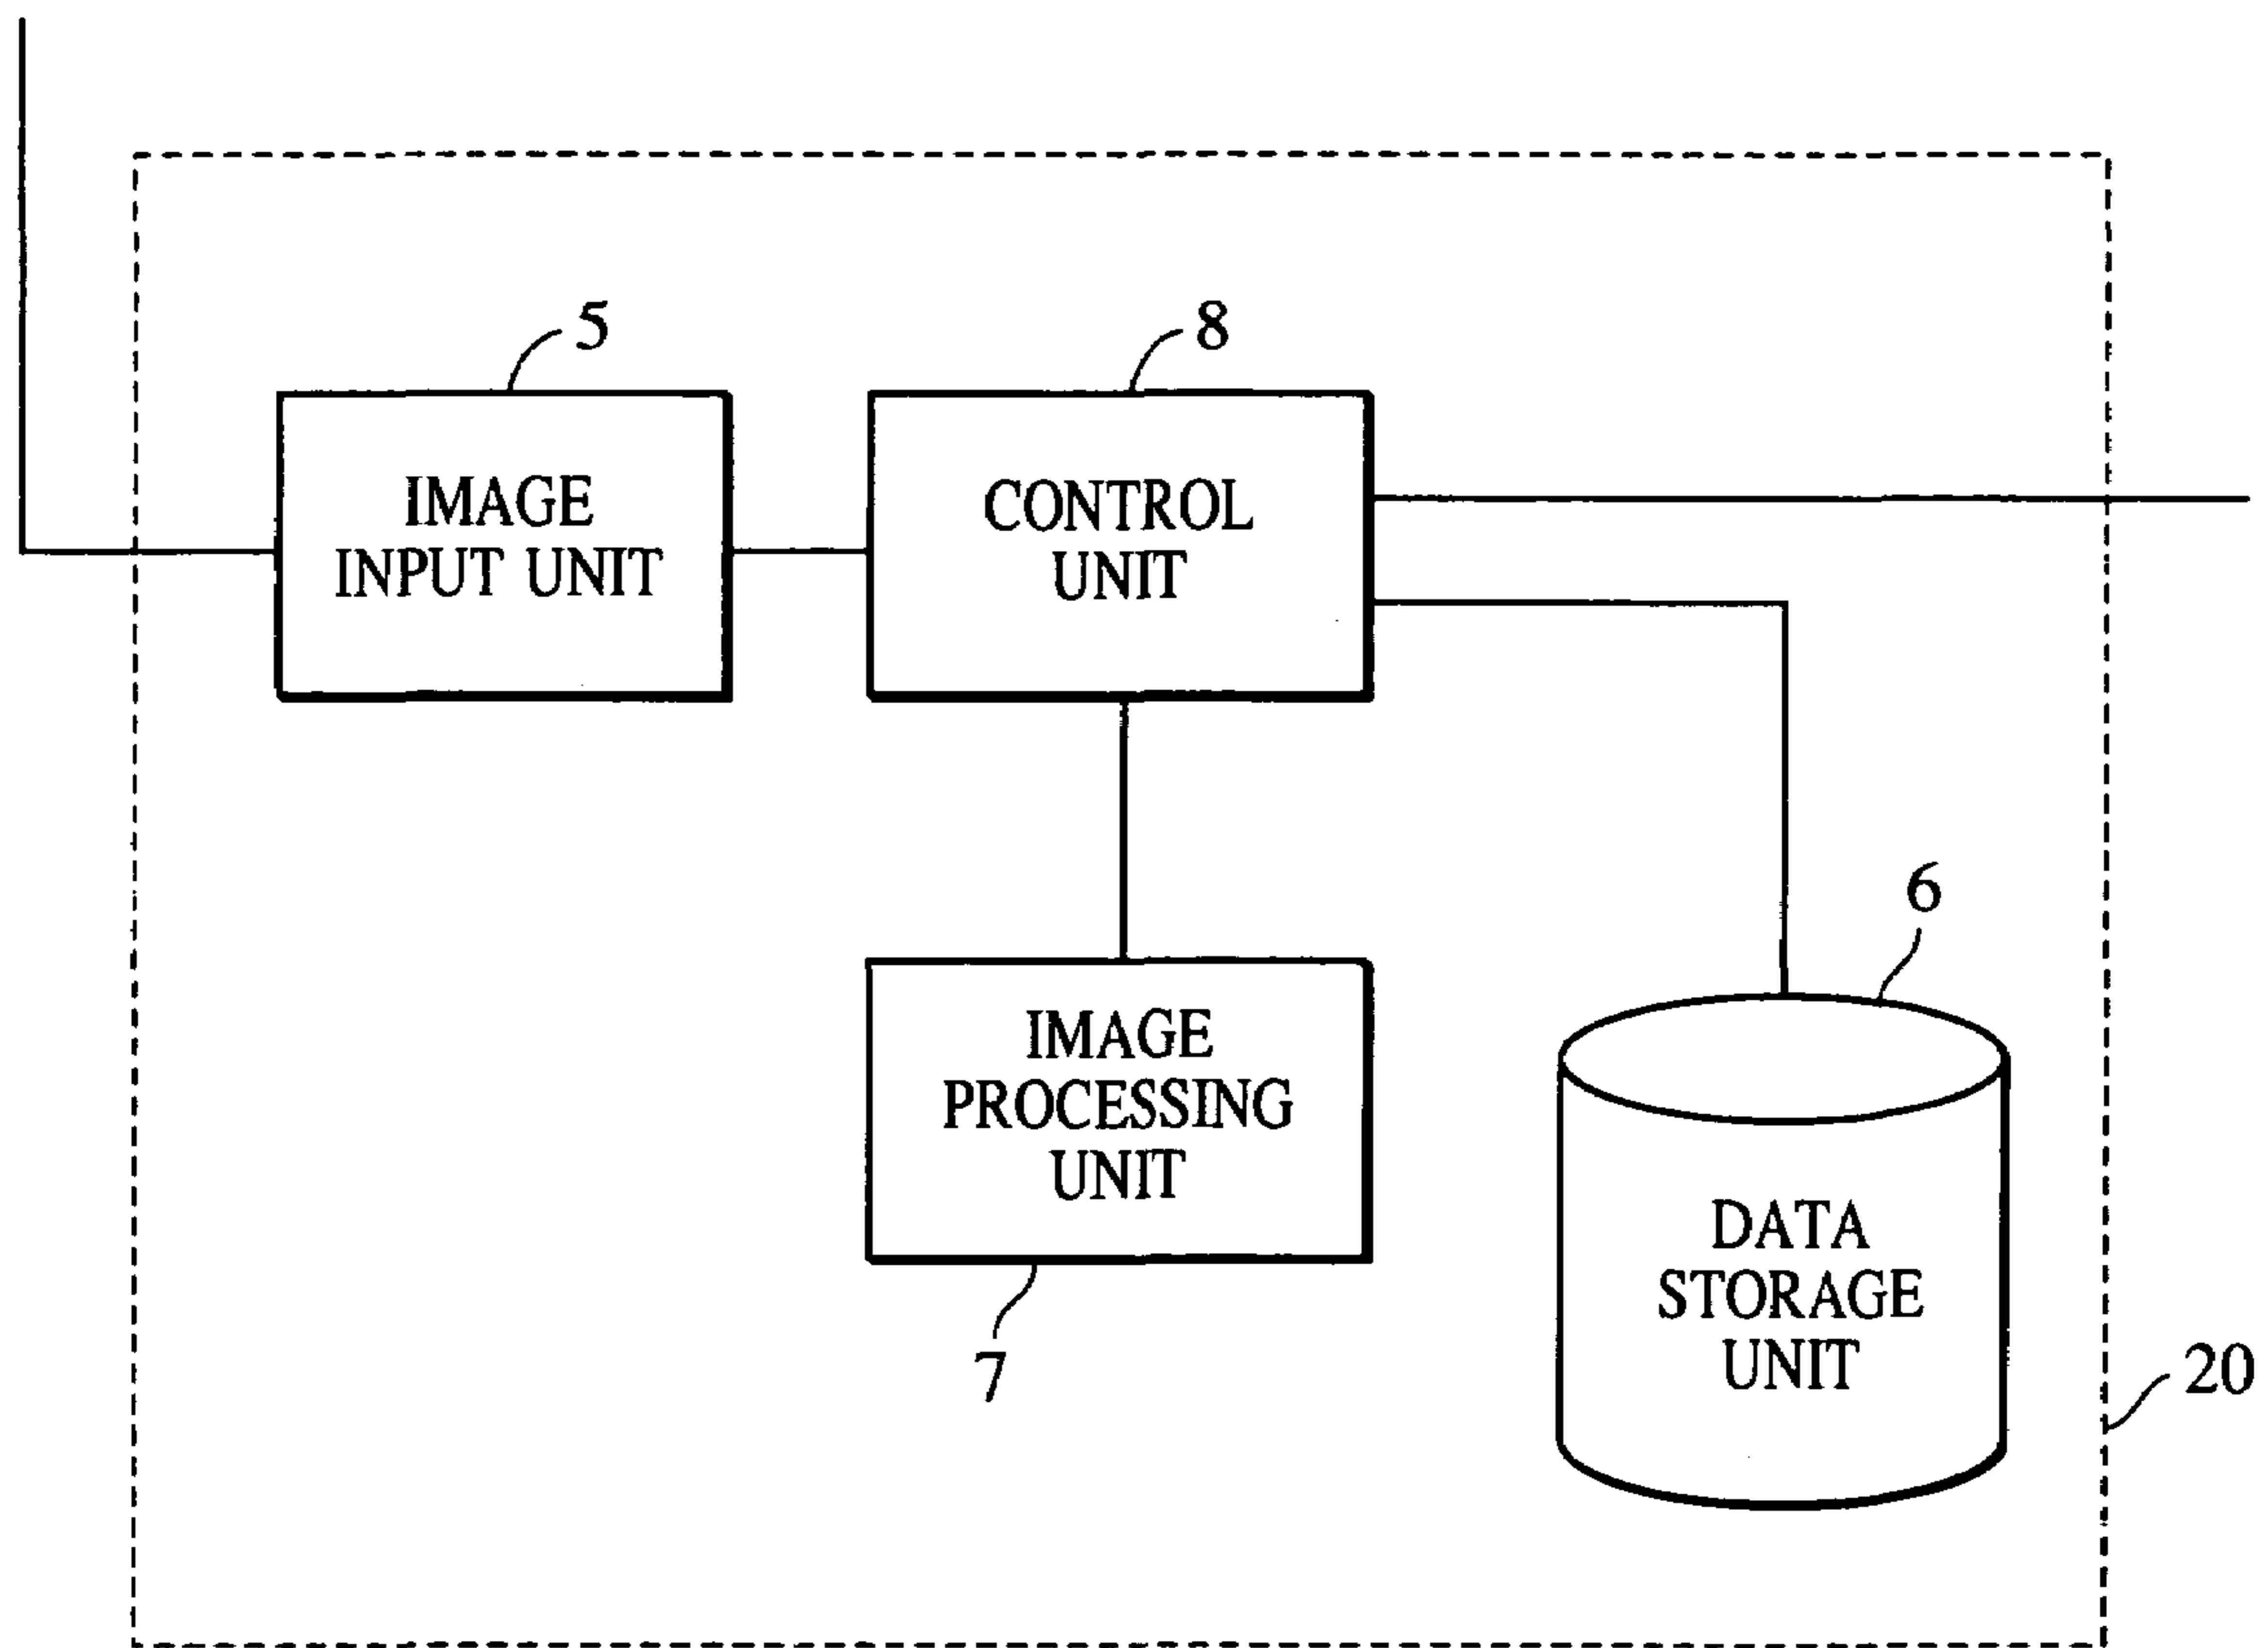 5
8
IMAGE
INPUT UNIT
CONTROL
UNIT
6
IMAGE
PROCESSING
UNIT
7
DATA
STORAGE
UNIT
20